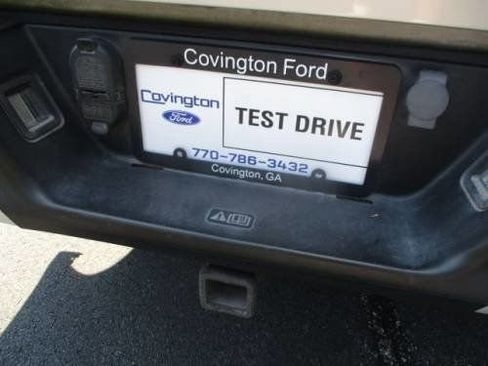 Covington Ford
Covington
Ford
TEST DRIVE
770-786-3432
Covington, GA